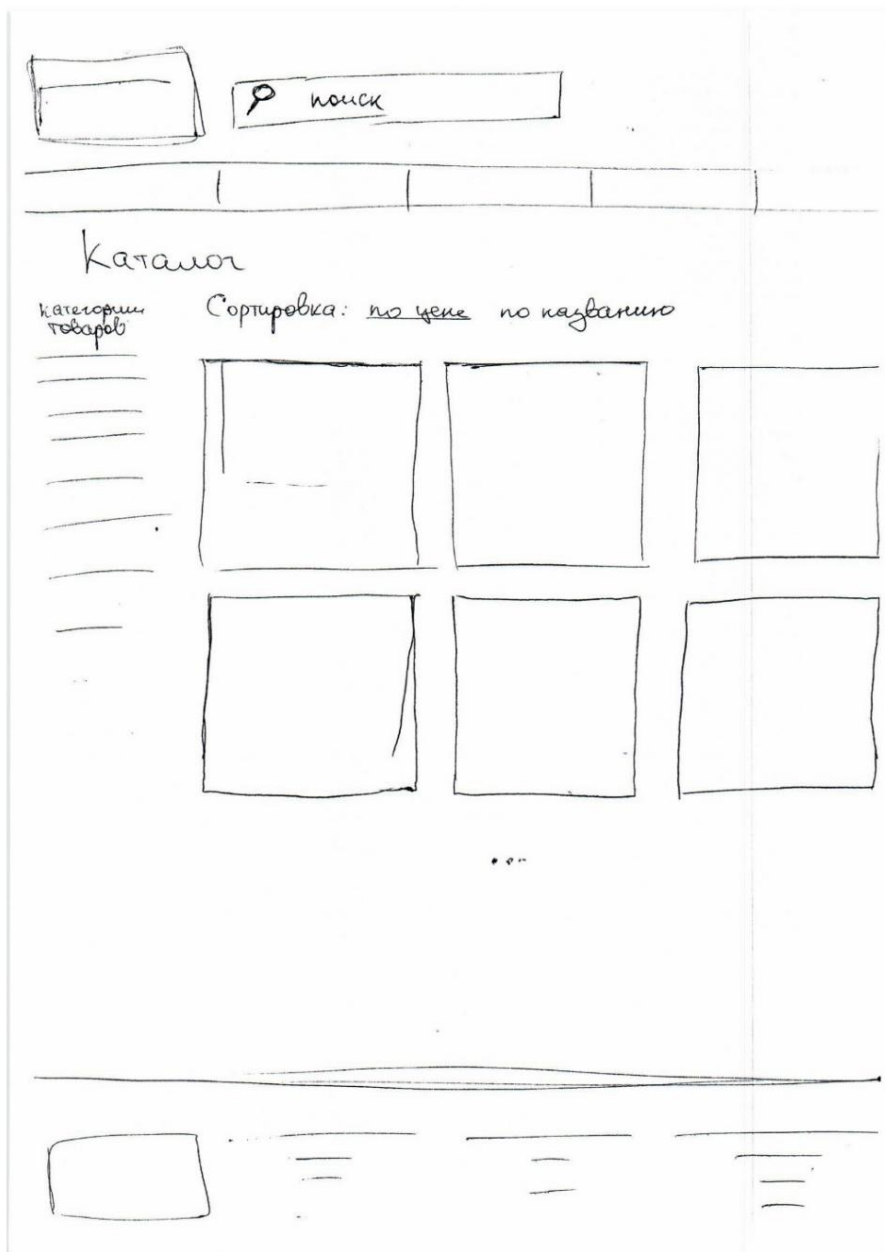 поиск
Каталог
категории
товаров
Сортировка: по цене по названию